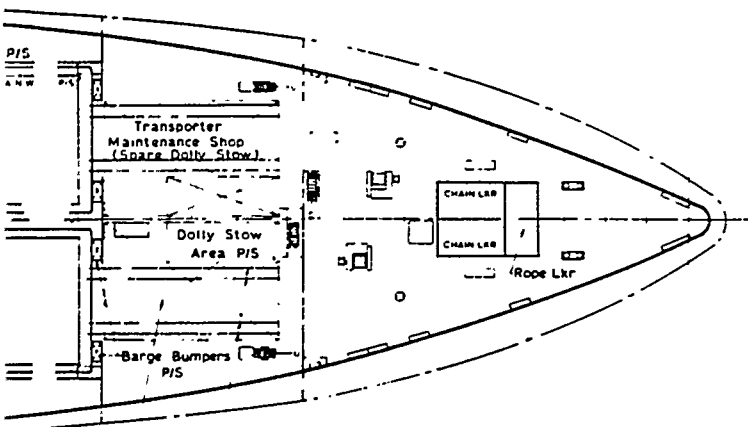 P/S
P/S
Transporter
Maintenance Shop
(Spare Dolly Stow)
CHAIN LKR
Dolly Stow
Area P/S
CHAIN LKR
Rope Lkr
Barge Bumpers
P/S